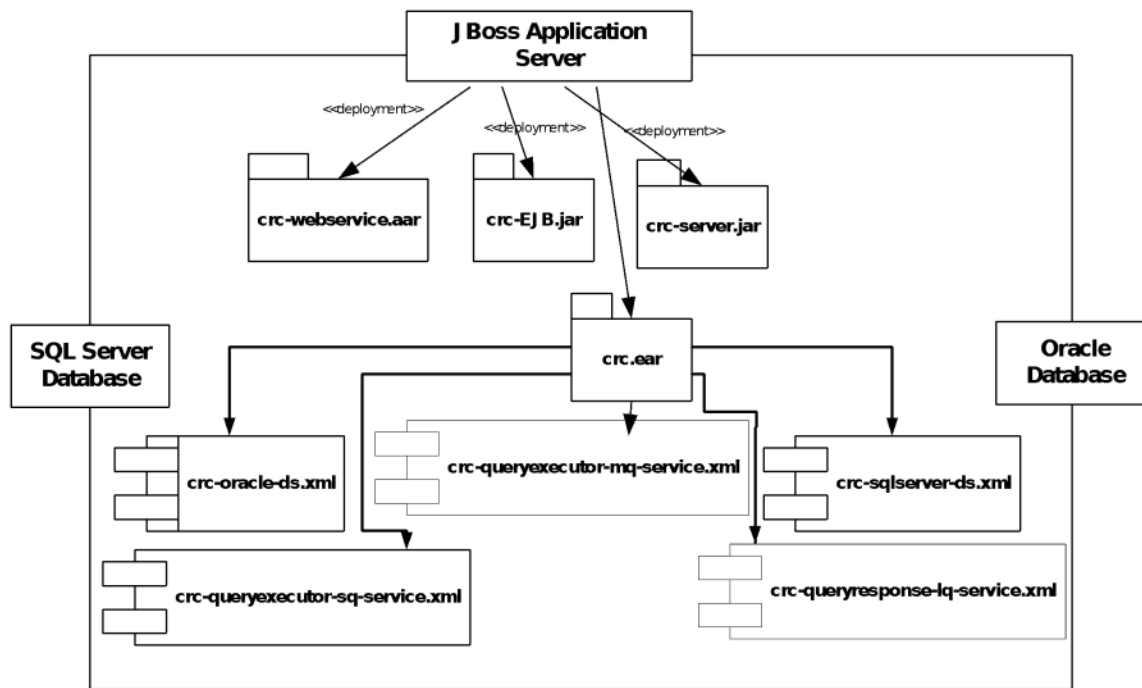 JBoss Application
Server
<<deployment>>
<<deployment>>
<<deployment>>
crc-webservice.aar
crc-EJB.jar
crc-server.jar
SQL Server
Database
crc.ear
Oracle
Database
crc-oracle-ds.xml
crc-queryexecutor-mq-service.xml
crc-sqlserver-ds.xml
crc-queryexecutor-sq-service.xml
crc-queryresponse-lq-service.xml